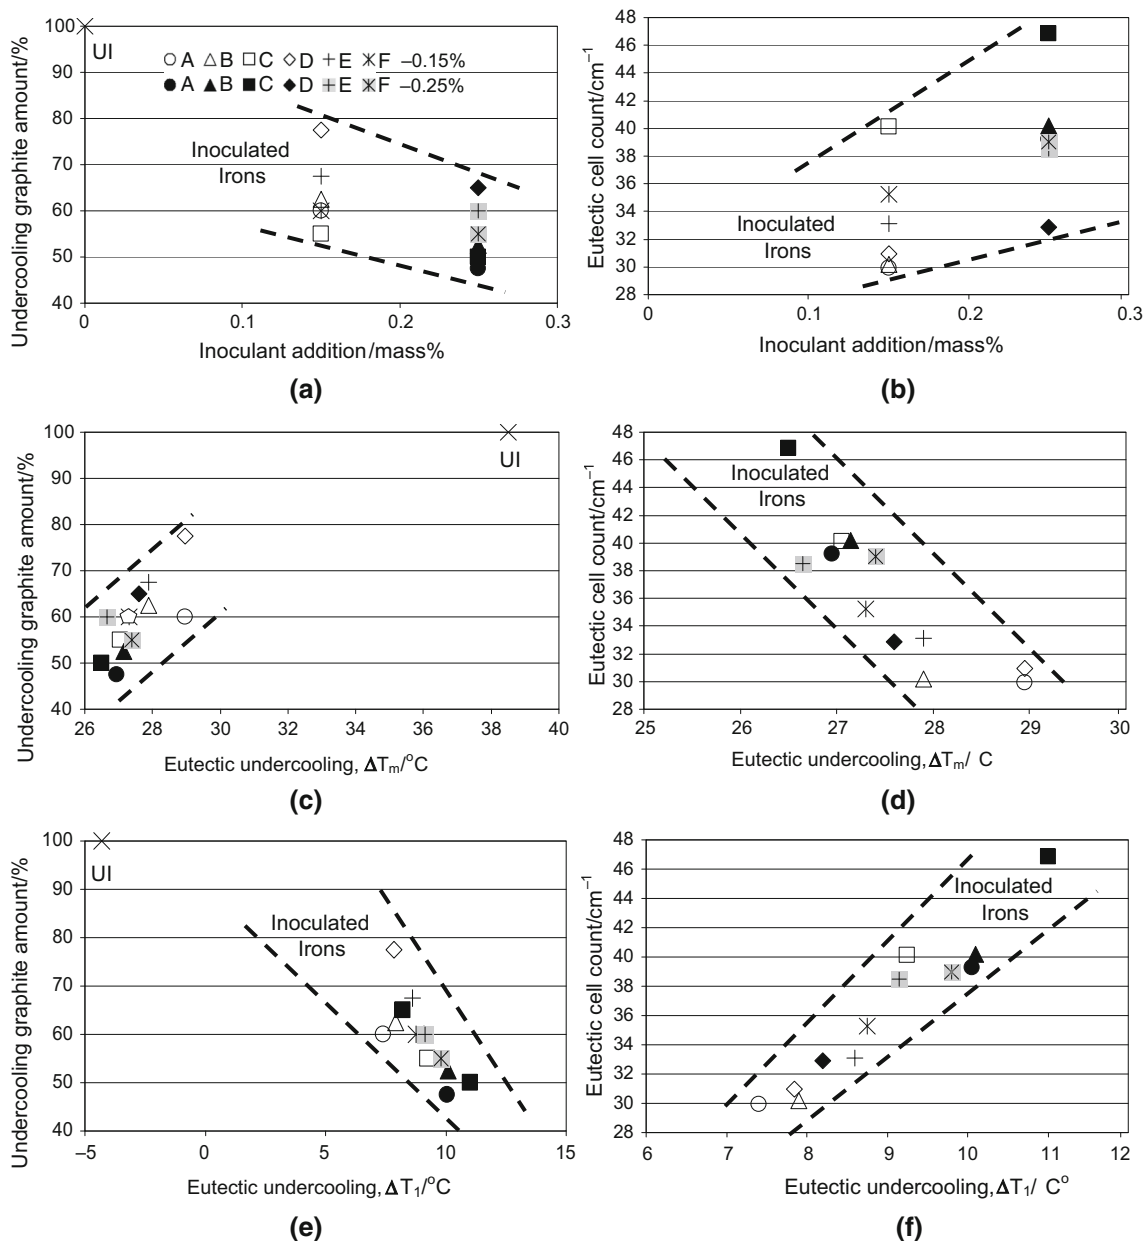 Undercooling graphite amount/%
100
90
80
70
60
50
40
UI
A B C D E F –0.15%
A B C D E F –0.25%
Inoculated
Irons
0 0.1 0.2 0.3
Inoculant addition/mass%
(a)
Eutectic cell count/cm⁻¹
48
46
44
42
40
38
36
34
32
30
28
Inoculated
Irons
0 0.1 0.2 0.3
Inoculant addition/mass%
(b)
Undercooling graphite amount/%
100
90
80
70
60
50
40
UI
26 28 30 32 34 36 38 40
Eutectic undercooling, ΔTm/°C
(c)
Eutectic cell count/cm⁻¹
48
46
44
42
40
38
36
34
32
30
28
Inoculated
Irons
25 26 27 28 29 30
Eutectic undercooling, ΔTm/ C
(d)
Undercooling graphite amount/%
100
90
80
70
60
50
40
UI
Inoculated
Irons
–5 0 5 10 15
Eutectic undercooling, ΔT1/°C
(e)
Eutectic cell count/cm⁻¹
48
46
44
42
40
38
36
34
32
30
28
Inoculated
Irons
6 7 8 9 10 11 12
Eutectic undercooling, ΔT1/ C°
(f)